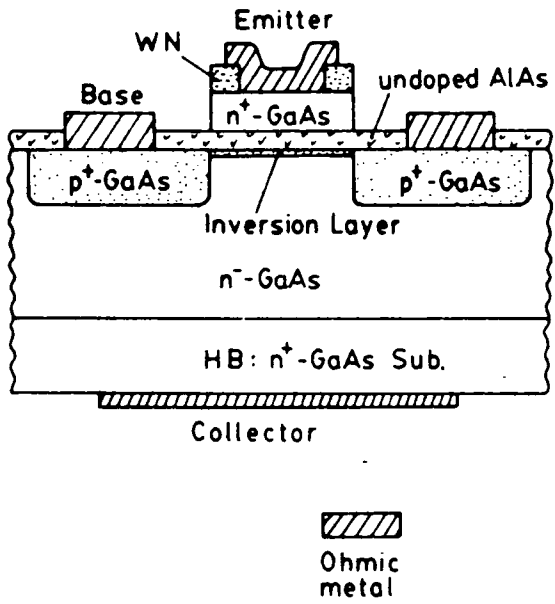 Emitter
WN
undoped AlAs
Base
n⁺-GaAs
p⁺-GaAs
p⁺-GaAs
Inversion Layer
n⁻-GaAs
HB: n⁺-GaAs Sub.
Collector
Ohmic
metal